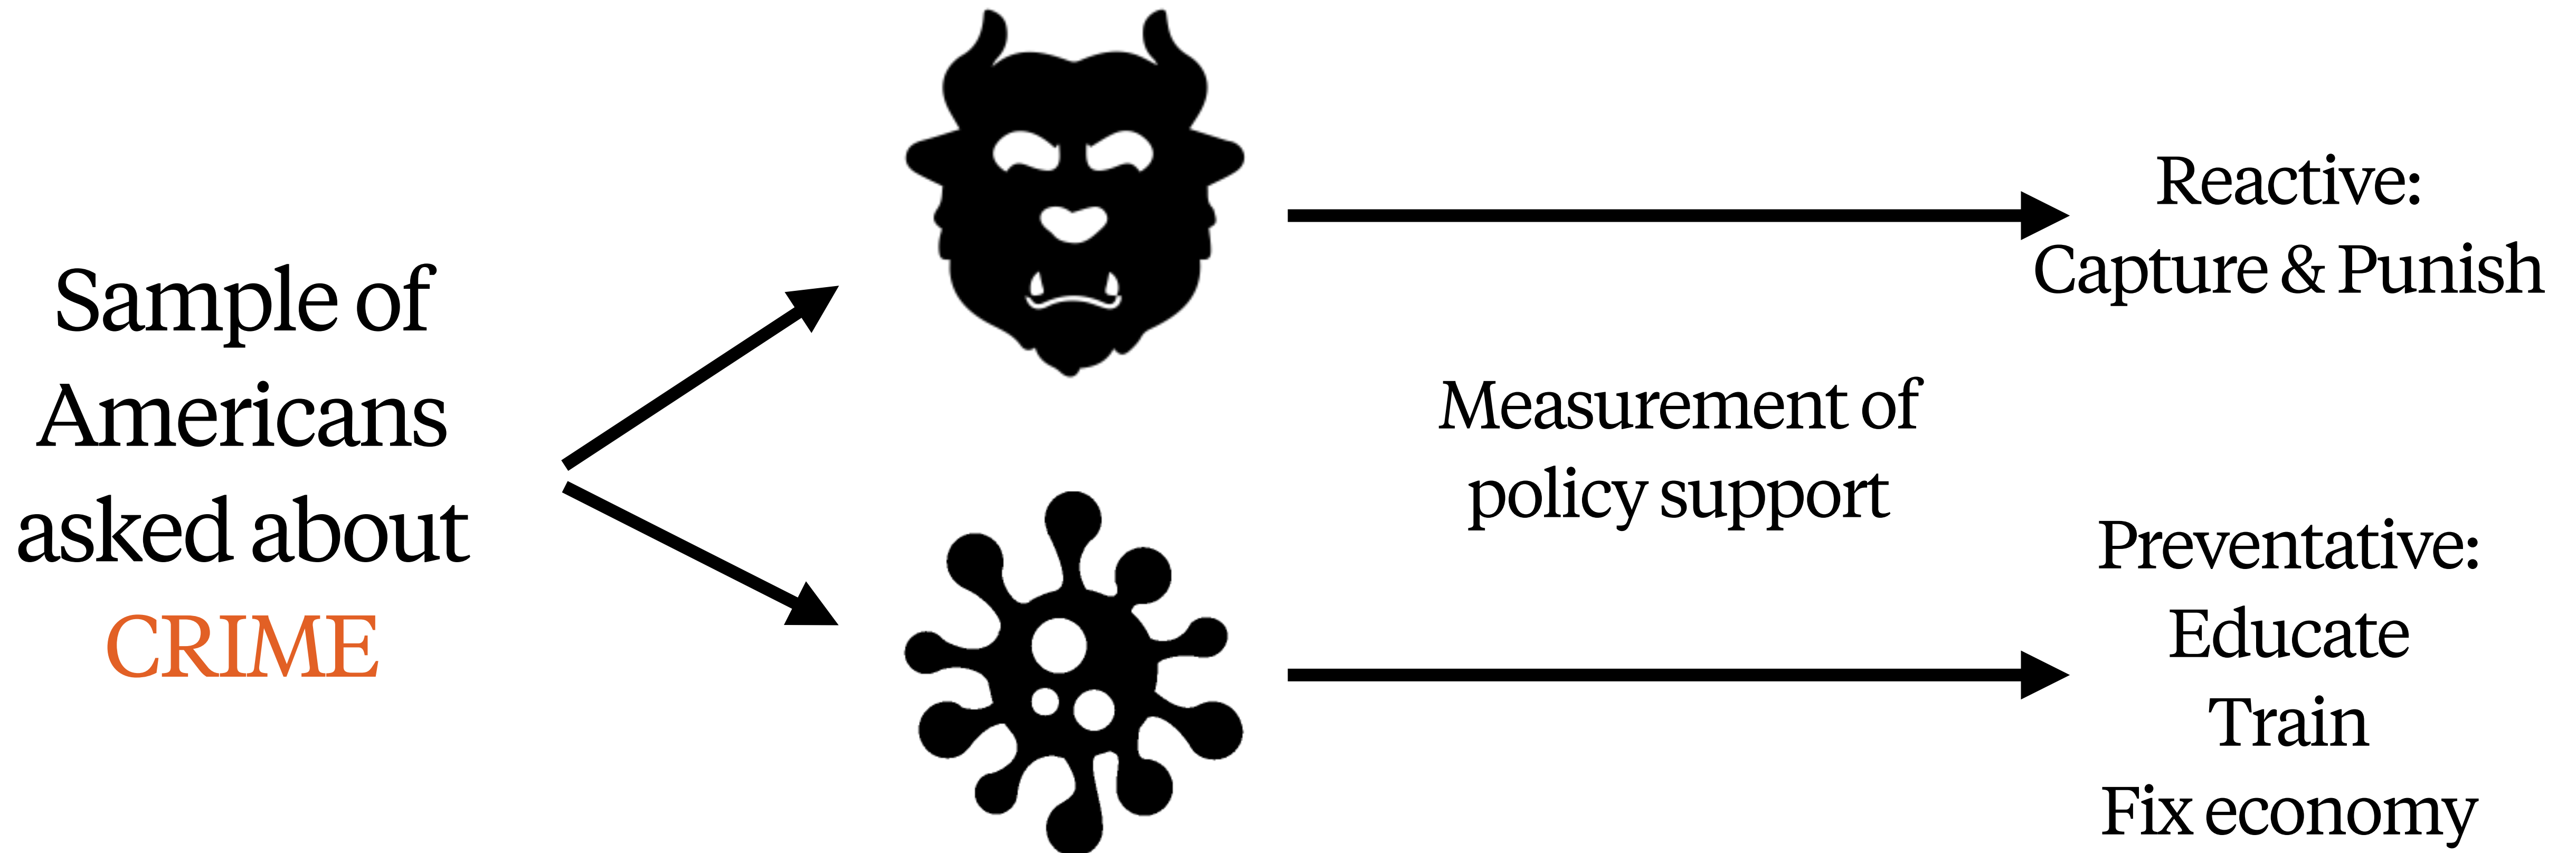 Sample of
Americans
asked about
CRIME
Measurement of
policy support
Reactive:
Capture & Punish
Preventative:
Educate
Train
Fix economy